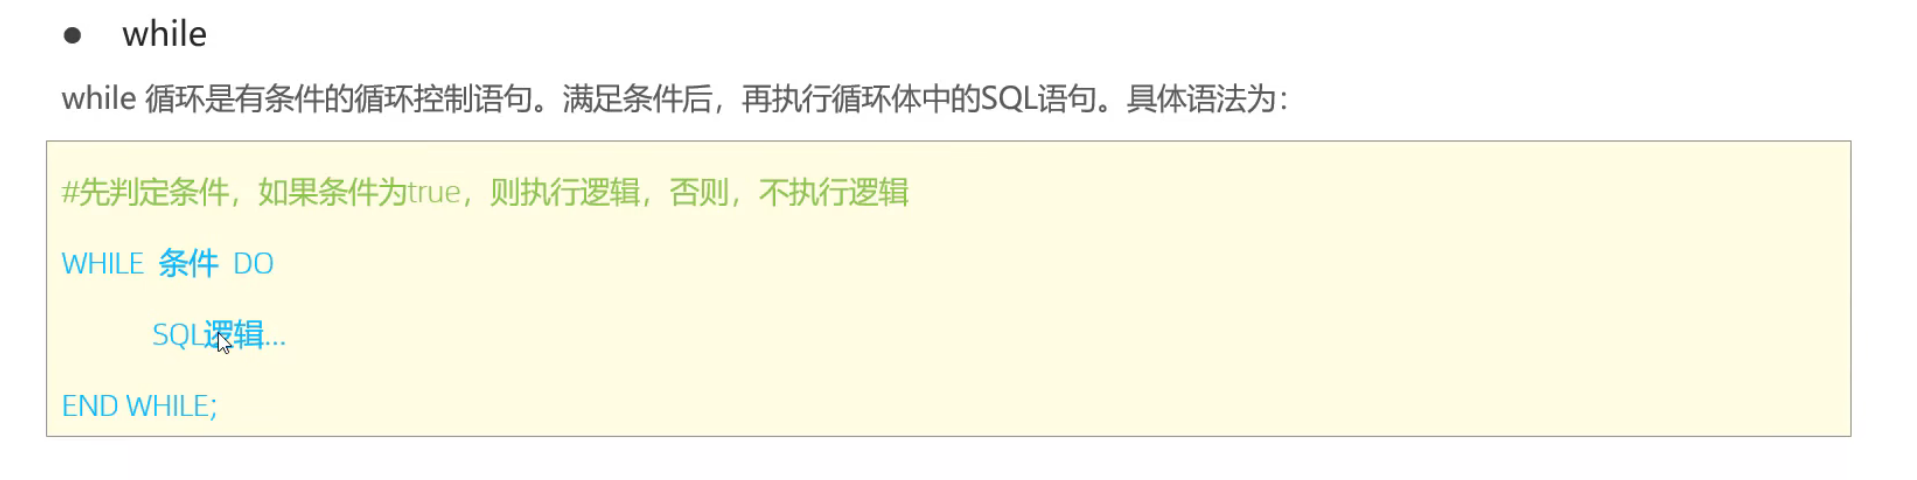 ● while
while 循环是有条件的循环控制语句。满足条件后，再执行循环体中的SQL语句。具体语法为：
#先判定条件，如果条件为true，则执行逻辑，否则，不执行逻辑
WHILE 条件 DO
SQL逻辑...
END WHILE;